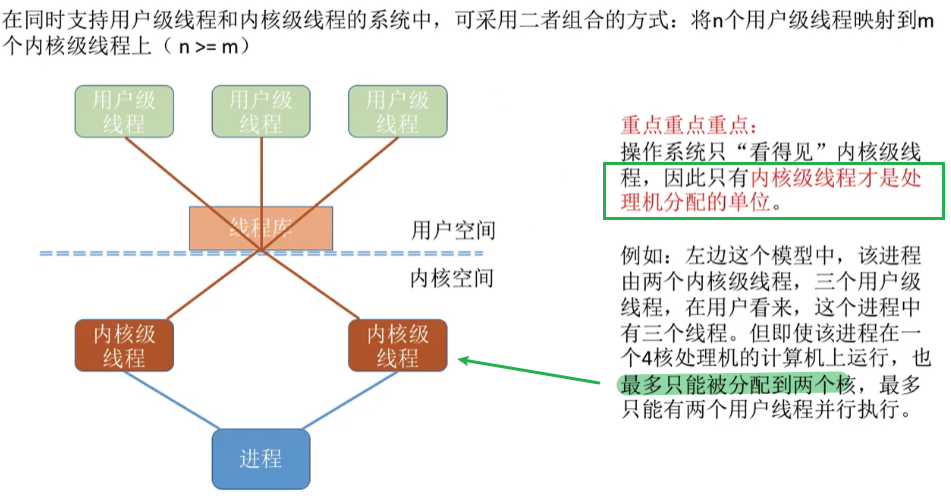 在同时支持用户级线程和内核级线程的系统中，可采用二者组合的方式：将n个用户级线程映射到m
个内核级线程上（ n >= m）
用户级
线程
用户级
线程
用户级
线程
线程库
用户空间
内核空间
内核级
线程
内核级
线程
进程
重点重点重点：
操作系统只“看得见”内核级线
程，因此只有内核级线程才是处
理机分配的单位。
例如：左边这个模型中，该进程
由两个内核级线程，三个用户级
线程，在用户看来，这个进程中
有三个线程。但即使该进程在一
个4核处理机的计算机上运行，也
最多只能被分配到两个核，最多
只能有两个用户线程并行执行。